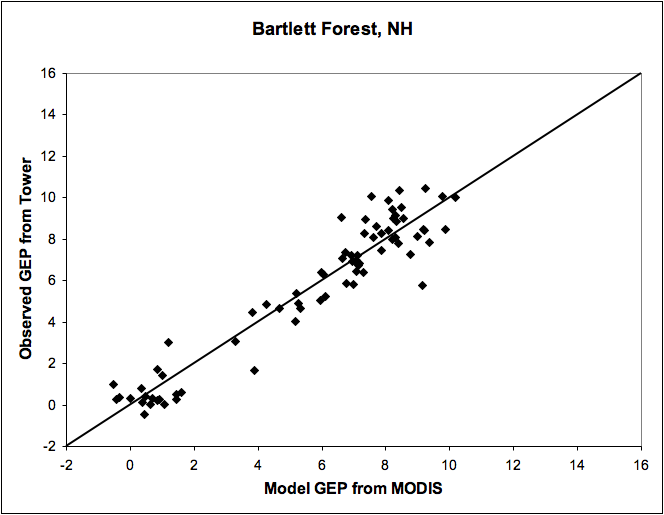 Bartlett Forest, NH
16
14
12
10
8
6
4
2
0
-2
Observed GEP from Tower
-2 0 2 4 6 8 10 12 14 16
Model GEP from MODIS